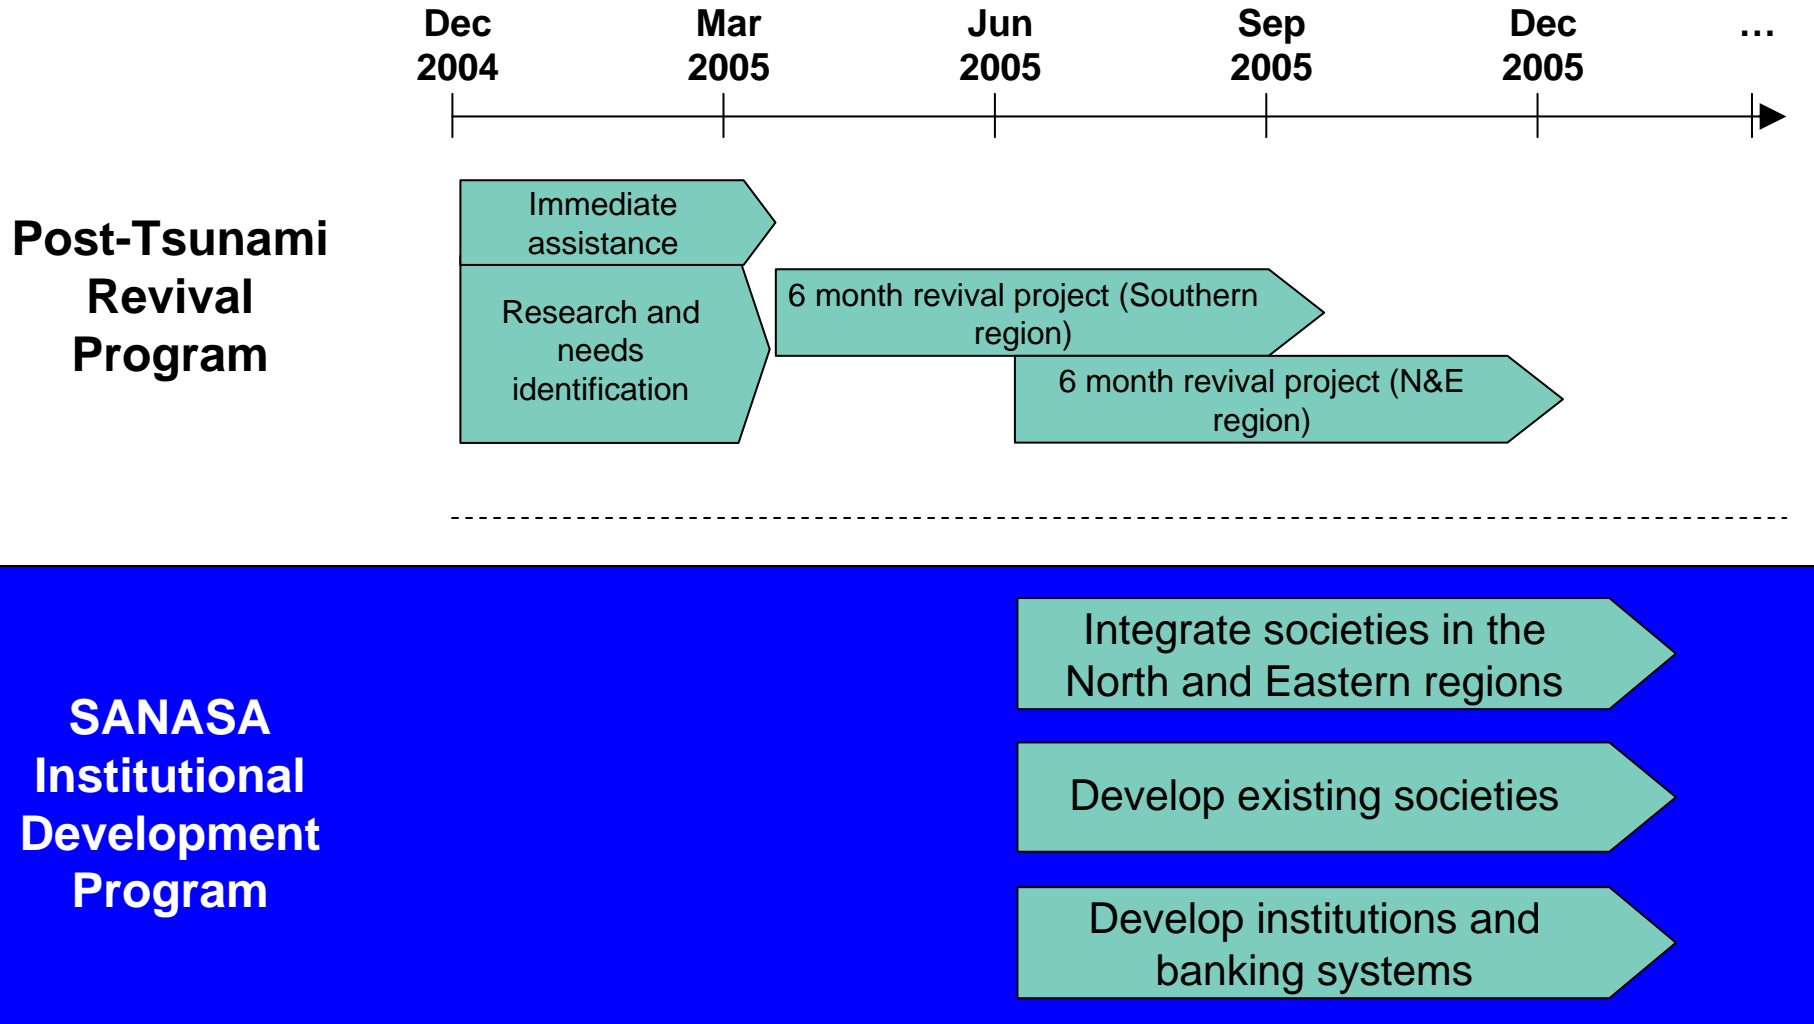 Dec
2004
Mar
2005
Jun
2005
Sep
2005
Dec
2005
...
Post-Tsunami
Revival
Program
Immediate
assistance
Research and
needs
identification
6 month revival project (Southern
region)
6 month revival project (N&E
region)
SANASA
Institutional
Development
Program
Integrate societies in the
North and Eastern regions
Develop existing societies
Develop institutions and
banking systems